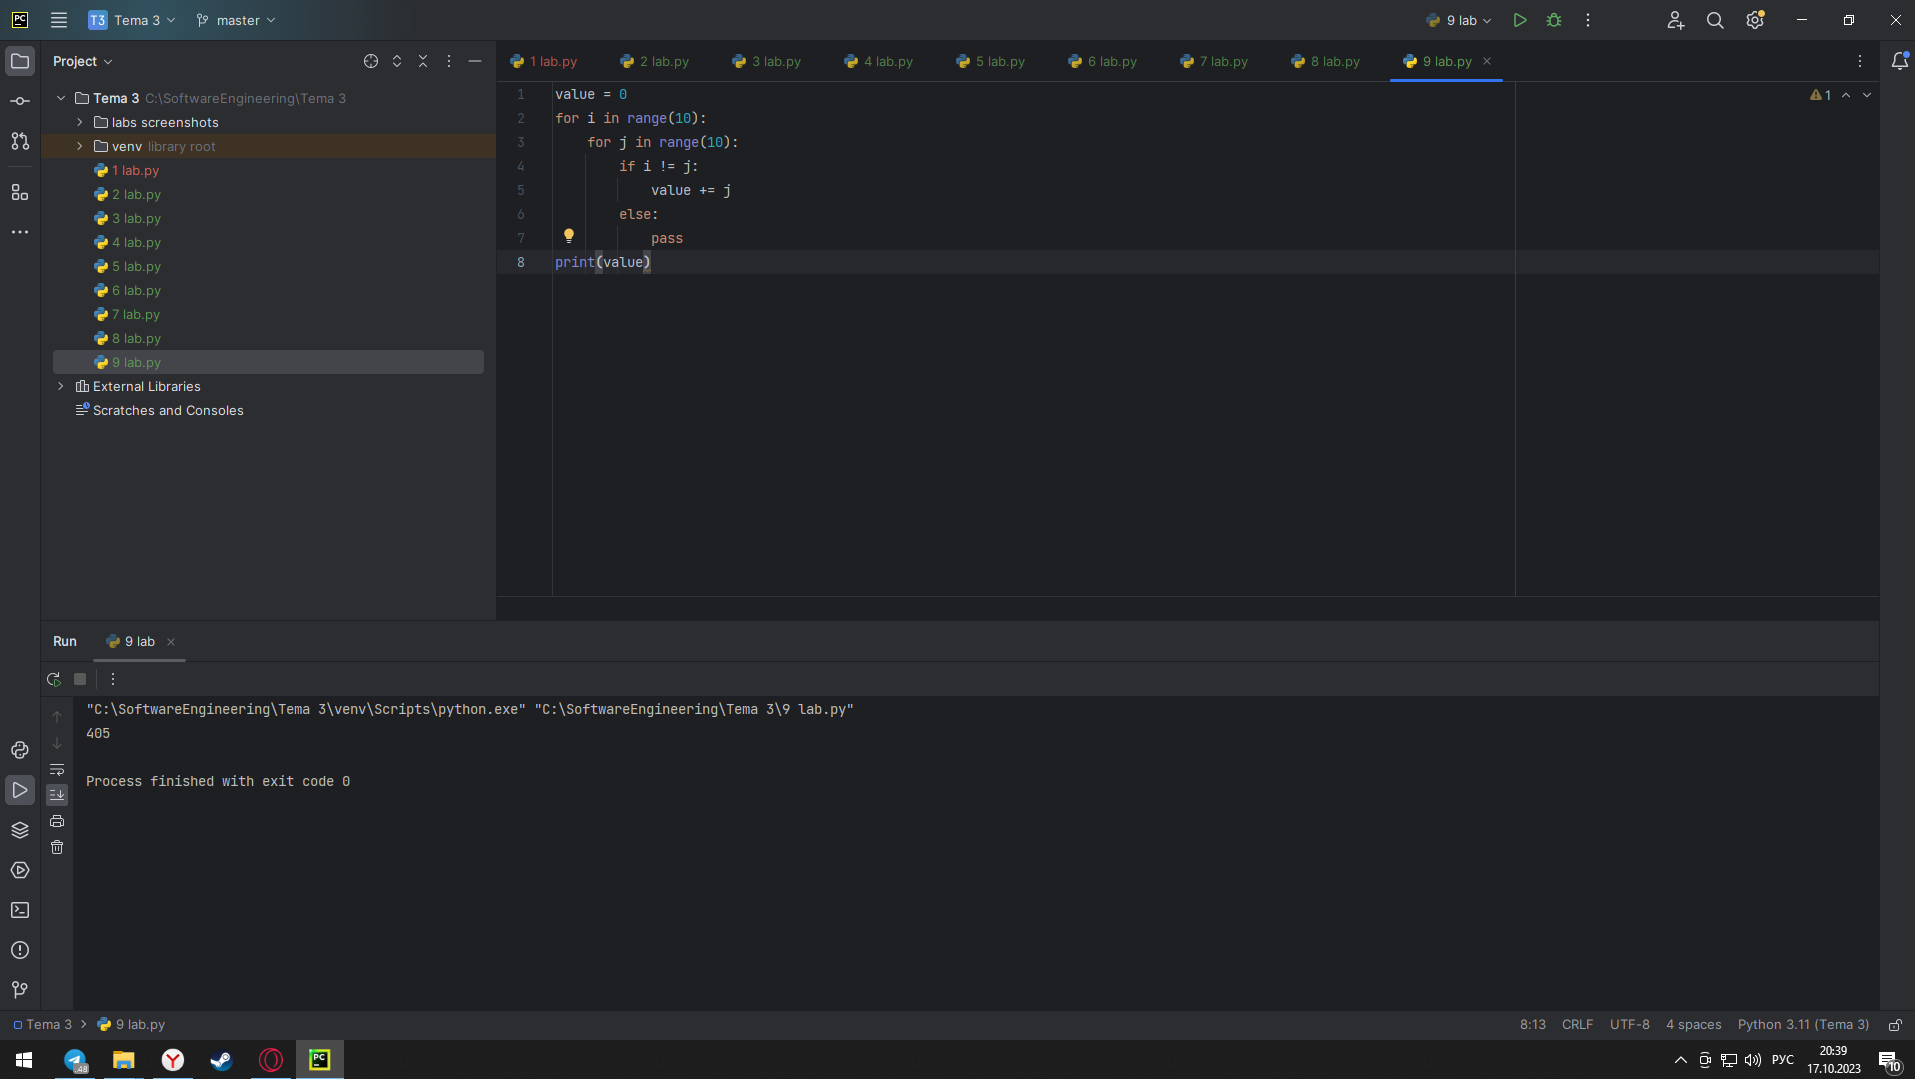 PC T3 Tema 3 master 9 lab
Project
1 lab.py 2 lab.py 3 lab.py 4 lab.py 5 lab.py 6 lab.py 7 lab.py 8 lab.py 9 lab.py
Tema 3 C:\SoftwareEngineering\Tema 3
labs screenshots
venv library root
1 lab.py
2 lab.py
3 lab.py
4 lab.py
5 lab.py
6 lab.py
7 lab.py
8 lab.py
9 lab.py
External Libraries
Scratches and Consoles
1 value = 0
2 for i in range(10):
3 for j in range(10):
4 if i != j:
5 value += j
6 else:
7 pass
8 print(value)
1
Run 9 lab
"C:\SoftwareEngineering\Tema 3\venv\Scripts\python.exe" "C:\SoftwareEngineering\Tema 3\9 lab.py"
405
Process finished with exit code 0
Tema 3 9 lab.py 8:13 CRLF UTF-8 4 spaces Python 3.11 (Tema 3)
.48 Y PC РУС 20:39
17.10.2023 10